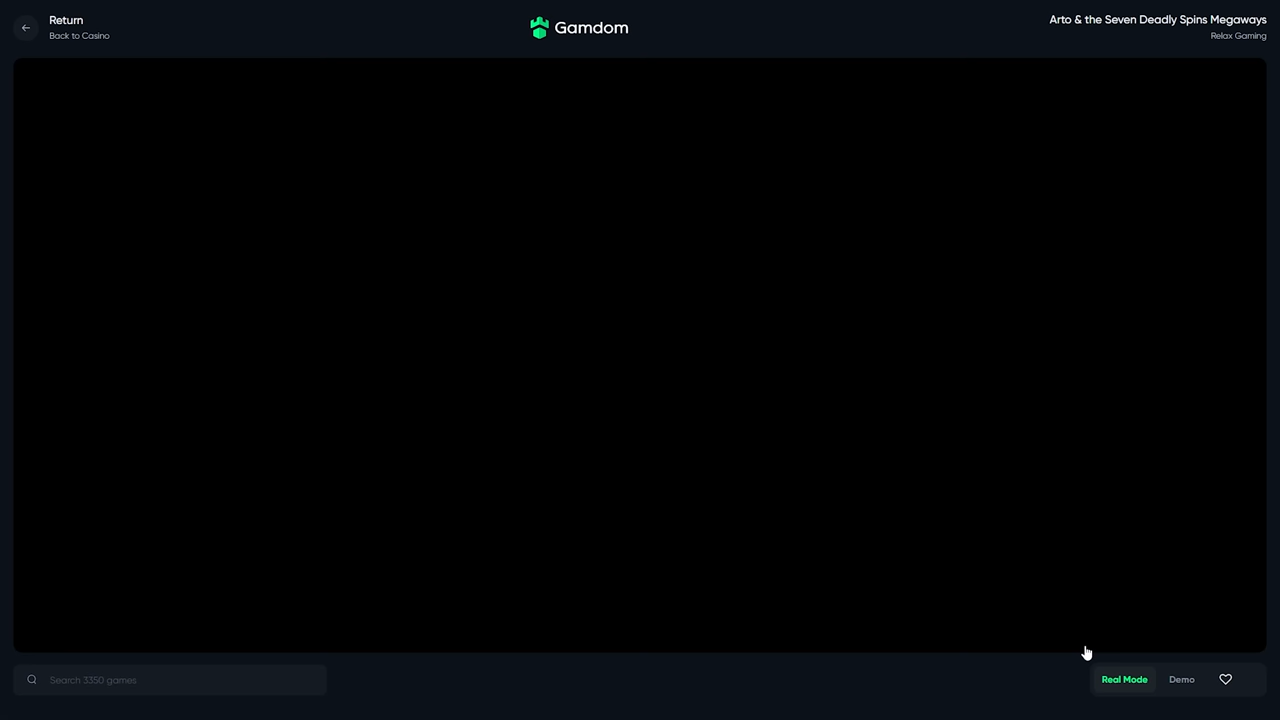 Return
Back to Casino
Gamdom
Arto & the Seven Deadly Spins Megaways
Relax Gaming
Search 3350 games
Real Mode
Demo